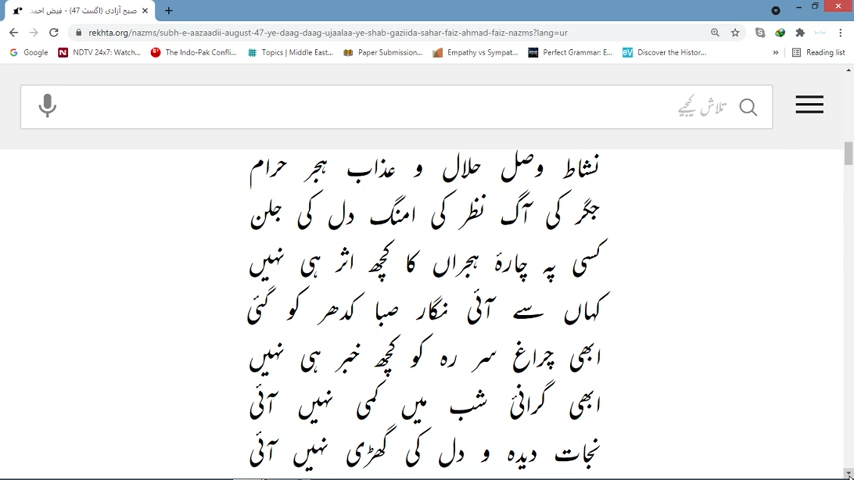 صبح آزادی (اگست 47) - فیض احمد
rekhta.org/nazms/subh-e-aazaadii-august-47-ye-daag-daag-ujaalaa-ye-shab-gaziida-sahar-faiz-ahmad-faiz-nazms?lang=ur
Google NDTV 24x7: Watch... The Indo-Pak Confli... Topics | Middle East... Paper Submission... Empathy vs Sympat... Perfect Grammar: E... Discover the Histor... » Reading list
تلاش کیجیے
نشاط وصل حلال و عذاب ہجر حرام
جگر کی آگ نظر کی امنگ دل کی جلن
کسی پہ چارۂ ہجراں کا کچھ اثر ہی نہیں
کہاں سے آئی نگار صبا کدھر کو گئی
ابھی چراغ سر رہ کو کچھ خبر ہی نہیں
ابھی گرانیٔ شب میں کمی نہیں آئی
نجات دیدہ و دل کی گھڑی نہیں آئی